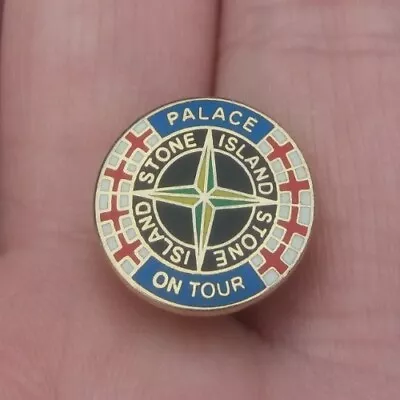 PALACE
STONE ISLAND
STONE ISLAND
ON TOUR